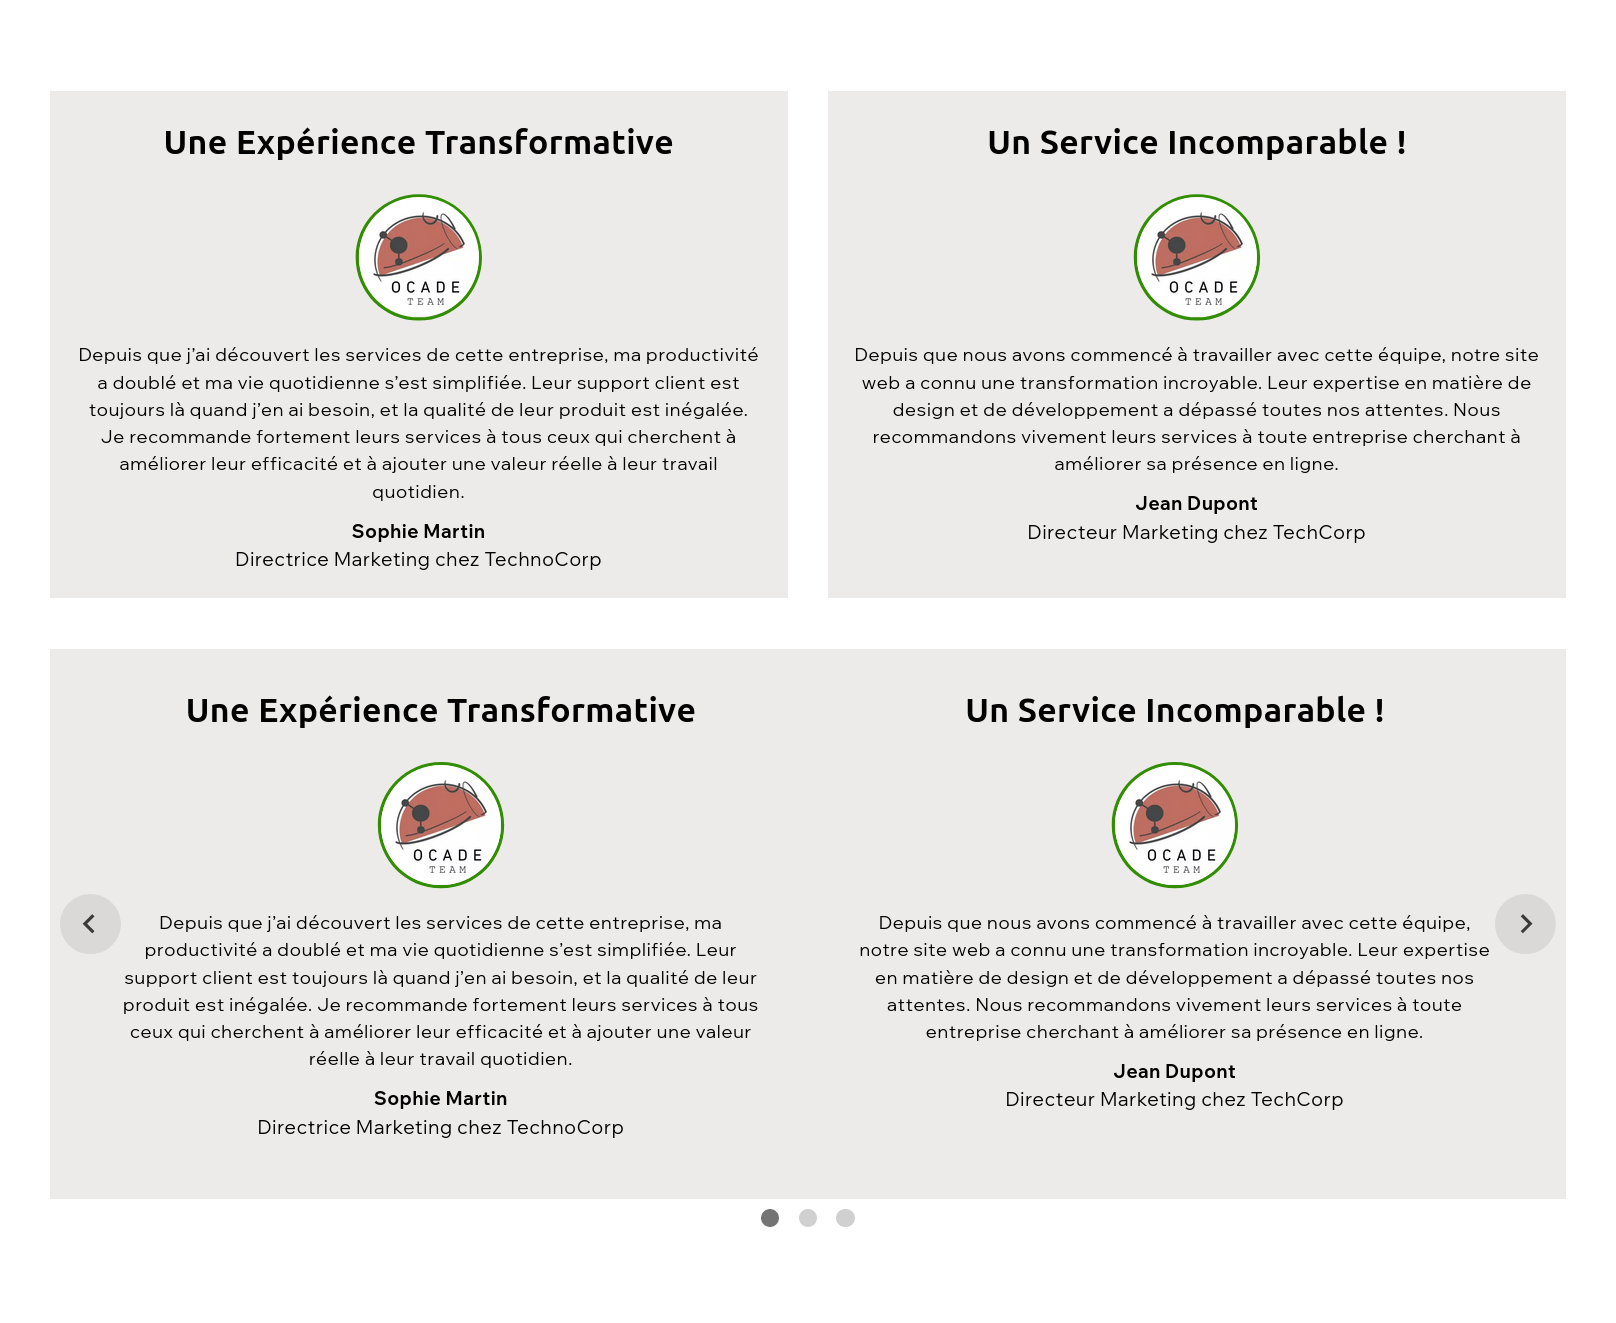 Une Expérience Transformative
OCADE
TEAM
Depuis que j’ai découvert les services de cette entreprise, ma productivité
a doublé et ma vie quotidienne s’est simplifiée. Leur support client est
toujours là quand j’en ai besoin, et la qualité de leur produit est inégalée.
Je recommande fortement leurs services à tous ceux qui cherchent à
améliorer leur efficacité et à ajouter une valeur réelle à leur travail
quotidien.
Sophie Martin
Directrice Marketing chez TechnoCorp
Un Service Incomparable !
OCADE
TEAM
Depuis que nous avons commencé à travailler avec cette équipe, notre site
web a connu une transformation incroyable. Leur expertise en matière de
design et de développement a dépassé toutes nos attentes. Nous
recommandons vivement leurs services à toute entreprise cherchant à
améliorer sa présence en ligne.
Jean Dupont
Directeur Marketing chez TechCorp
Une Expérience Transformative
OCADE
TEAM
Depuis que j’ai découvert les services de cette entreprise, ma
productivité a doublé et ma vie quotidienne s’est simplifiée. Leur
support client est toujours là quand j’en ai besoin, et la qualité de leur
produit est inégalée. Je recommande fortement leurs services à tous
ceux qui cherchent à améliorer leur efficacité et à ajouter une valeur
réelle à leur travail quotidien.
Sophie Martin
Directrice Marketing chez TechnoCorp
Un Service Incomparable !
OCADE
TEAM
Depuis que nous avons commencé à travailler avec cette équipe,
notre site web a connu une transformation incroyable. Leur expertise
en matière de design et de développement a dépassé toutes nos
attentes. Nous recommandons vivement leurs services à toute
entreprise cherchant à améliorer sa présence en ligne.
Jean Dupont
Directeur Marketing chez TechCorp